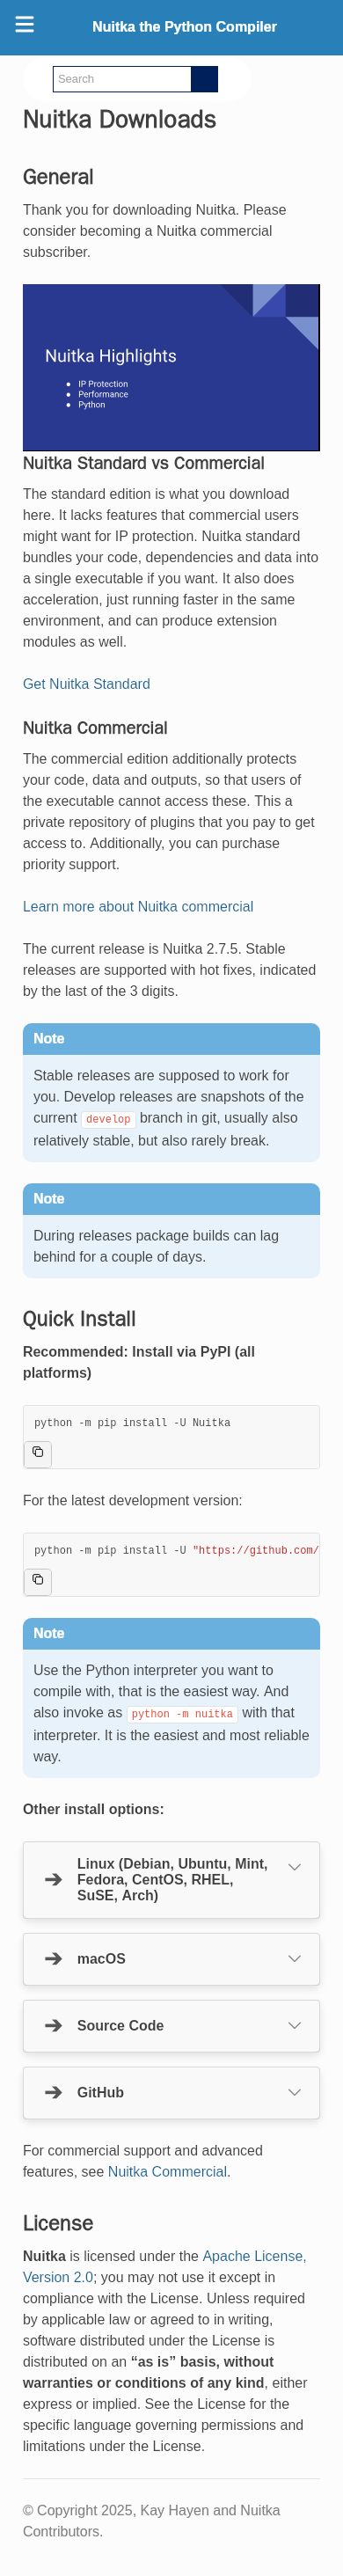 Nuitka the Python Compiler
Search
Nuitka Downloads
General
Thank you for downloading Nuitka. Please
consider becoming a Nuitka commercial
subscriber.
Nuitka Highlights
● IP Protection
● Performance
● Python
Nuitka Standard vs Commercial
The standard edition is what you download
here. It lacks features that commercial users
might want for IP protection. Nuitka standard
bundles your code, dependencies and data into
a single executable if you want. It also does
acceleration, just running faster in the same
environment, and can produce extension
modules as well.
Get Nuitka Standard
Nuitka Commercial
The commercial edition additionally protects
your code, data and outputs, so that users of
the executable cannot access these. This a
private repository of plugins that you pay to get
access to. Additionally, you can purchase
priority support.
Learn more about Nuitka commercial
The current release is Nuitka 2.7.5. Stable
releases are supported with hot fixes, indicated
by the last of the 3 digits.
Note
Stable releases are supposed to work for
you. Develop releases are snapshots of the
current develop branch in git, usually also
relatively stable, but also rarely break.
Note
During releases package builds can lag
behind for a couple of days.
Quick Install
Recommended: Install via PyPI (all
platforms)
python -m pip install -U Nuitka
For the latest development version:
python -m pip install -U "https://github.com/
Note
Use the Python interpreter you want to
compile with, that is the easiest way. And
also invoke as python -m nuitka with that
interpreter. It is the easiest and most reliable
way.
Other install options:
Linux (Debian, Ubuntu, Mint,
Fedora, CentOS, RHEL,
SuSE, Arch)
macOS
Source Code
GitHub
For commercial support and advanced
features, see Nuitka Commercial.
License
Nuitka is licensed under the Apache License,
Version 2.0; you may not use it except in
compliance with the License. Unless required
by applicable law or agreed to in writing,
software distributed under the License is
distributed on an “as is” basis, without
warranties or conditions of any kind, either
express or implied. See the License for the
specific language governing permissions and
limitations under the License.
© Copyright 2025, Kay Hayen and Nuitka
Contributors.